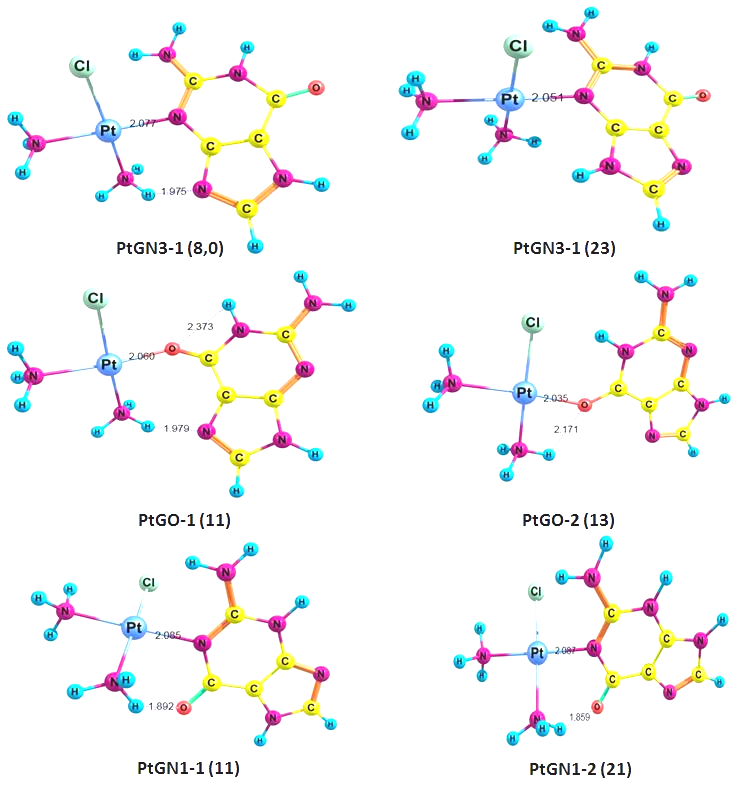 H
H N H
Cl N
C
C O
H Pt 2.077 N
H N C C
H H
N N H
H H 1.975 N
C
H
PtGN3-1 (8,0)
H
H N
Cl H
C N
H
H N Pt 2.051 N C O
H N H C C
H
H N N
C
H
PtGN3-1 (23)
Cl H N H
2.373 N C
H Pt 2.060 O C
H N N
H N H C C
H H 1.979 N
N H
C
H
PtGO-1 (11)
H
N H
Cl
H H N C N
H N Pt 2.035 O C C
H C N H
2.171 N C
H N H
H H
PtGO-2 (13)
H
H N
H Cl
H N C N H
H Pt 2.085 N
C N
H N H C C
H 1.892 O C
N H
H
PtGN1-1 (11)
H
H N H
Cl
C N H
H N H Pt 2.087 N C N
H C C C H
N 1.859 O N
H H
PtGN1-2 (21)